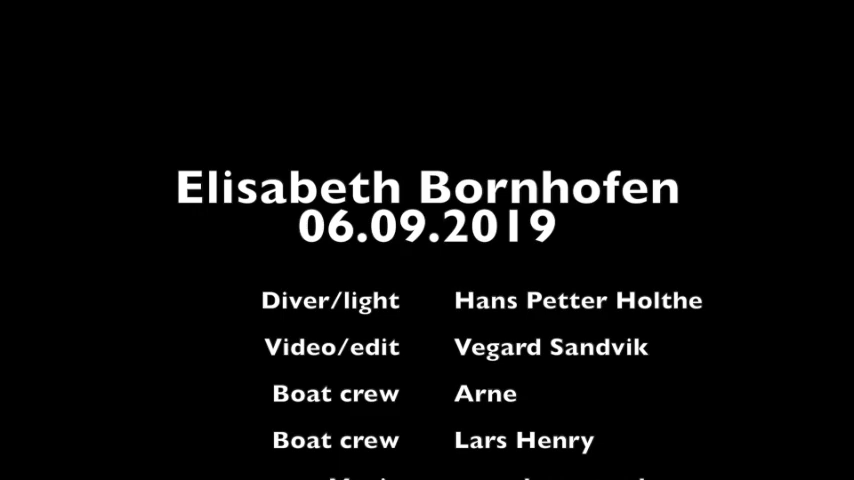 Elisabeth Bornhofen
06.09.2019
Diver/light Hans Petter Holthe
Video/edit Vegard Sandvik
Boat crew Arne
Boat crew Lars Henry